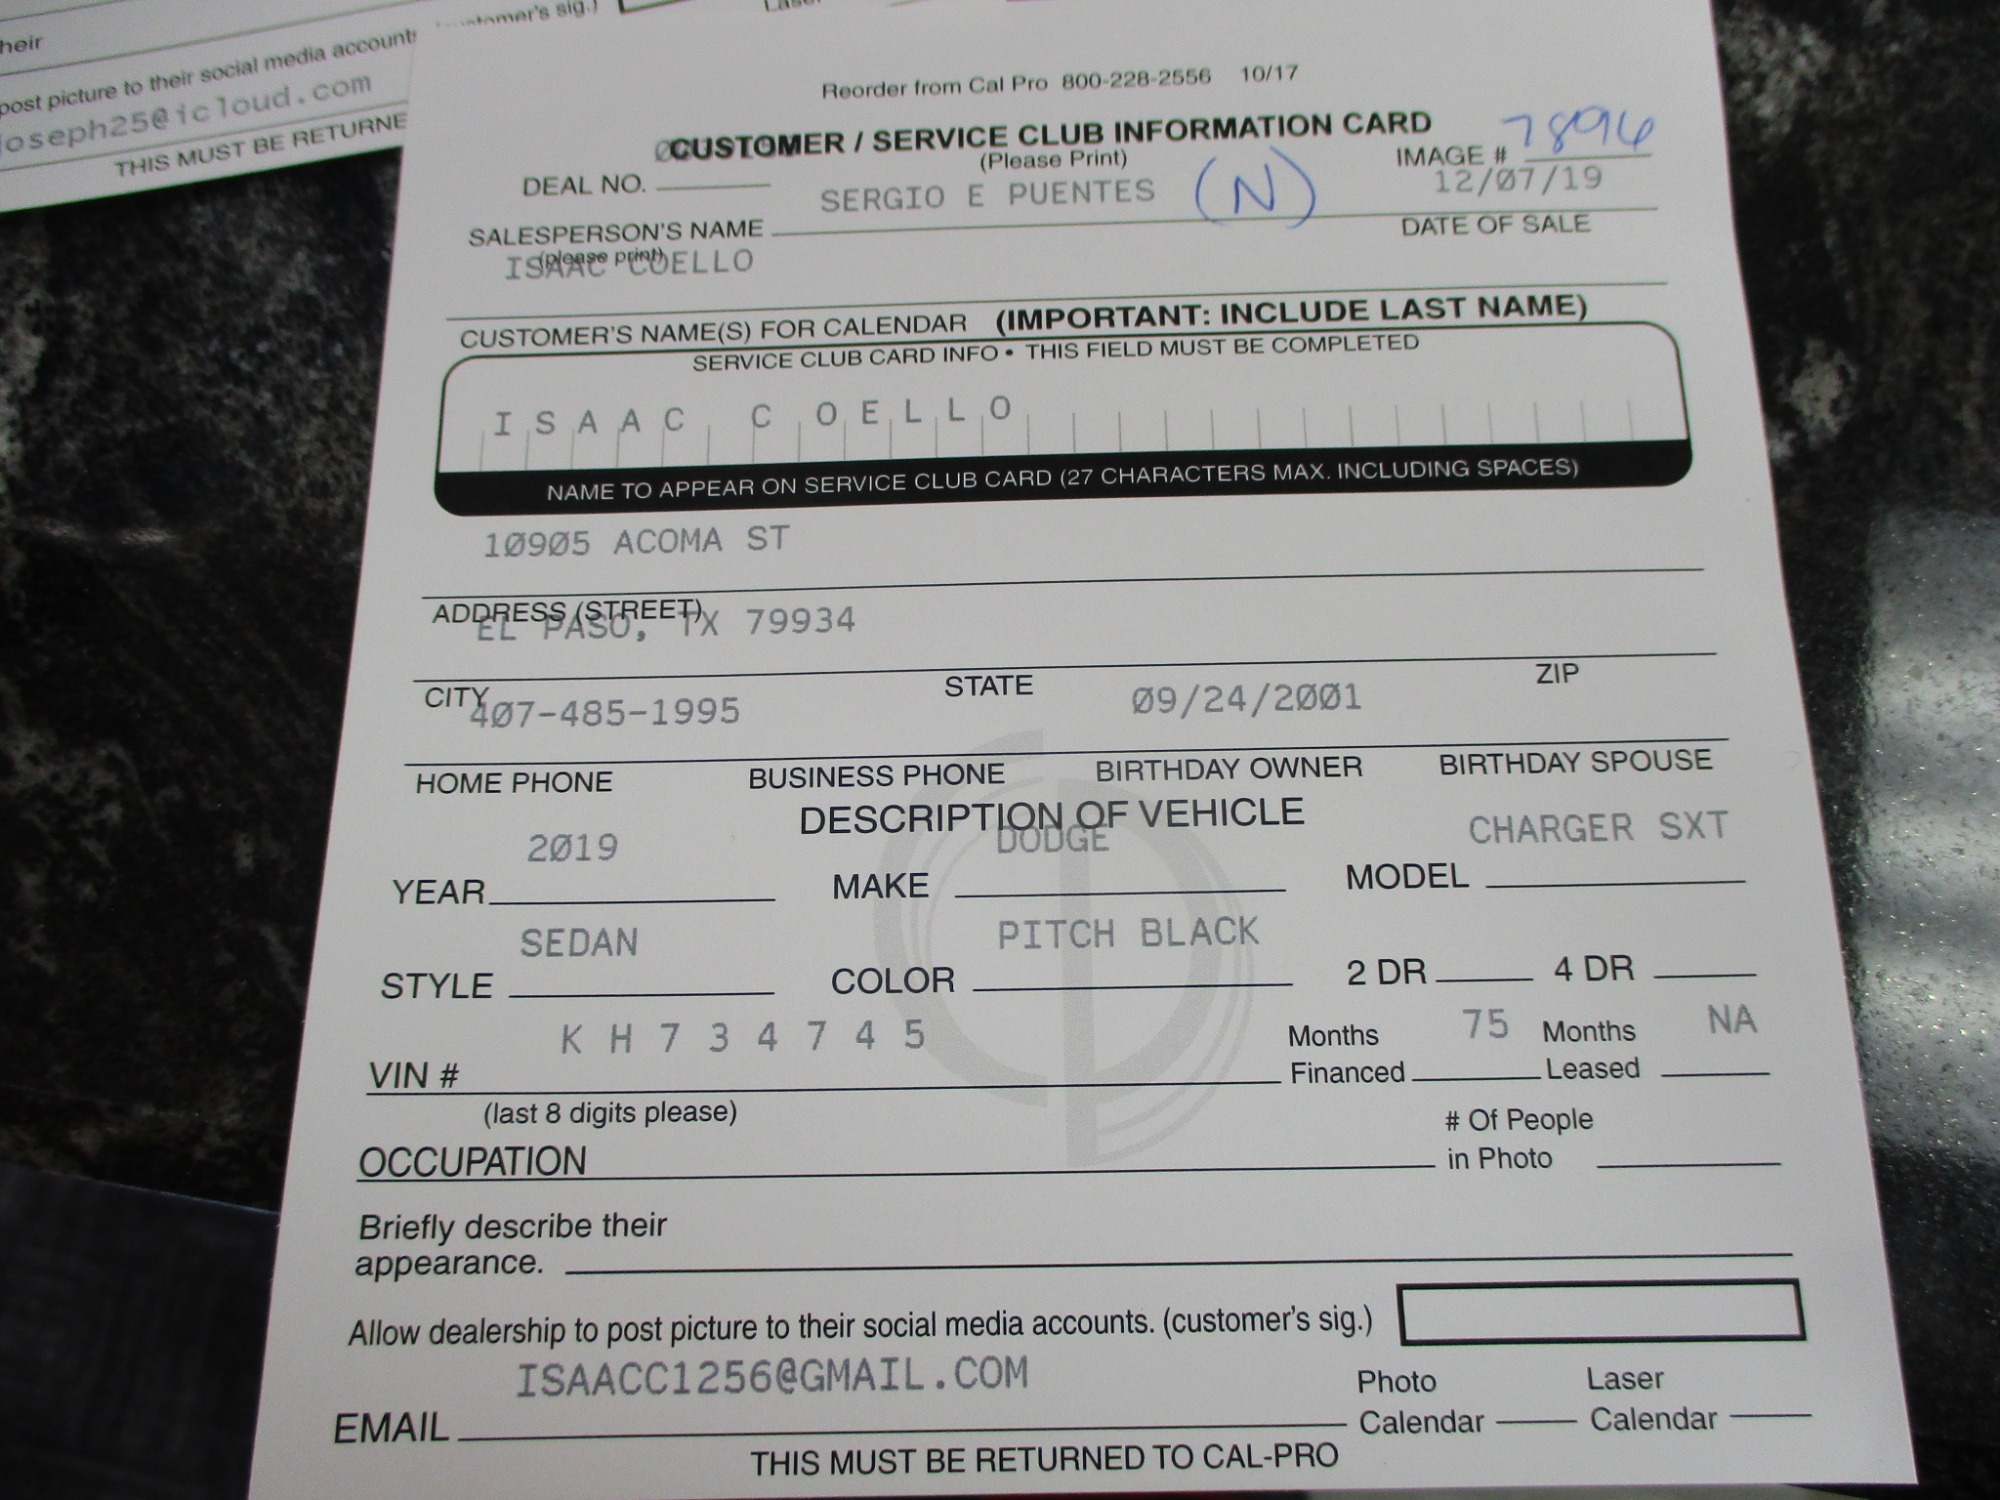 heir
post picture to their social media accounts
(customer's sig.)
oseph25@icloud.com
THIS MUST BE RETURNE
Reorder from Cal Pro 800-228-2556 10/17
CUSTOMER / SERVICE CLUB INFORMATION CARD
(Please Print)
IMAGE # 7896
DEAL NO.
SERGIO E PUENTES (N)
12/07/19
SALESPERSON'S NAME
DATE OF SALE
(please print)
ISAAC COELLO
CUSTOMER'S NAME(S) FOR CALENDAR (IMPORTANT: INCLUDE LAST NAME)
SERVICE CLUB CARD INFO • THIS FIELD MUST BE COMPLETED
ISAAC COELLO
NAME TO APPEAR ON SERVICE CLUB CARD (27 CHARACTERS MAX. INCLUDING SPACES)
10905 ACOMA ST
ADDRESS (STREET)
EL PASO, TX 79934
CITY STATE ZIP
407-485-1995 09/24/2001
HOME PHONE BUSINESS PHONE BIRTHDAY OWNER BIRTHDAY SPOUSE
DESCRIPTION OF VEHICLE
2019 DODGE CHARGER SXT
YEAR MAKE MODEL
SEDAN PITCH BLACK
STYLE COLOR 2 DR 4 DR
KH734745 Months 75 Months NA
VIN # Financed Leased
(last 8 digits please)
# Of People
OCCUPATION in Photo
Briefly describe their
appearance.
Allow dealership to post picture to their social media accounts. (customer's sig.)
ISAACC1256@GMAIL.COM
Photo Laser
EMAIL Calendar Calendar
THIS MUST BE RETURNED TO CAL-PRO